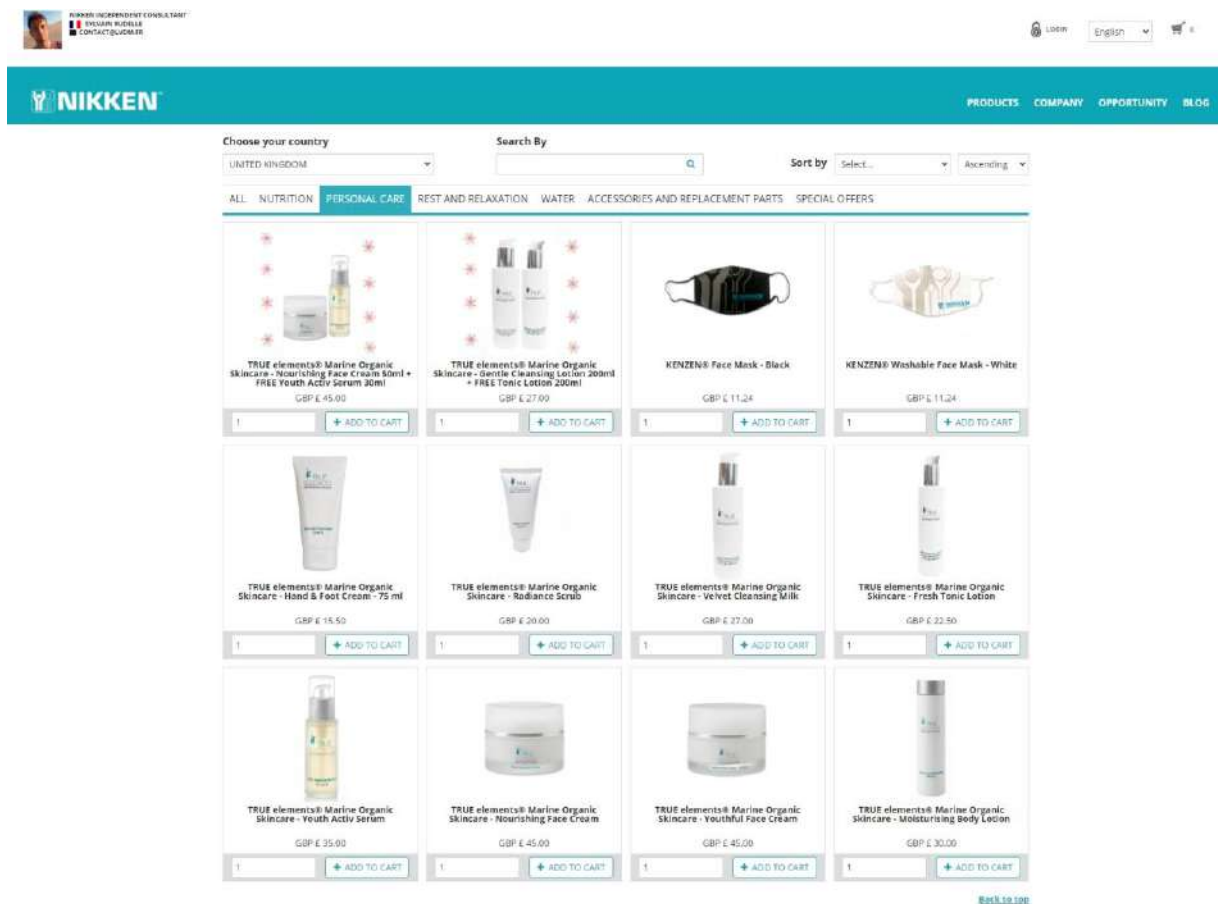 NIKKEN INDEPENDENT CONSULTANT
SYLVAIN RUDELLE
CONTACT@LVDM.FR
LOGIN
English
0
NIKKEN
PRODUCTS COMPANY OPPORTUNITY BLOG
Choose your country
Search By
UNITED KINGDOM
Sort by
Select...
Ascending
ALL NUTRITION PERSONAL CARE REST AND RELAXATION WATER ACCESSORIES AND REPLACEMENT PARTS SPECIAL OFFERS
TRUE elements® Marine Organic
Skincare - Nourishing Face Cream 50ml +
FREE Youth Activ Serum 30ml
GBP £ 45.00
1
+ ADD TO CART
TRUE elements® Marine Organic
Skincare - Gentle Cleansing Lotion 200ml
+ FREE Tonic Lotion 200ml
GBP £ 27.00
1
+ ADD TO CART
NIKKEN
KENZEN® Face Mask - Black
GBP £ 11.24
1
+ ADD TO CART
NIKKEN
KENZEN® Washable Face Mask - White
GBP £ 11.24
1
+ ADD TO CART
TRUE elements® Marine Organic
Skincare - Hand & Foot Cream - 75 ml
GBP £ 15.50
1
+ ADD TO CART
TRUE elements® Marine Organic
Skincare - Radiance Scrub
GBP £ 20.00
1
+ ADD TO CART
TRUE elements® Marine Organic
Skincare - Velvet Cleansing Milk
GBP £ 27.00
1
+ ADD TO CART
TRUE elements® Marine Organic
Skincare - Fresh Tonic Lotion
GBP £ 22.50
1
+ ADD TO CART
TRUE elements® Marine Organic
Skincare - Youth Activ Serum
GBP £ 35.00
1
+ ADD TO CART
TRUE elements® Marine Organic
Skincare - Nourishing Face Cream
GBP £ 45.00
1
+ ADD TO CART
TRUE elements® Marine Organic
Skincare - Youthful Face Cream
GBP £ 45.00
1
+ ADD TO CART
TRUE elements® Marine Organic
Skincare - Moisturising Body Lotion
GBP £ 30.00
1
+ ADD TO CART
Back to top